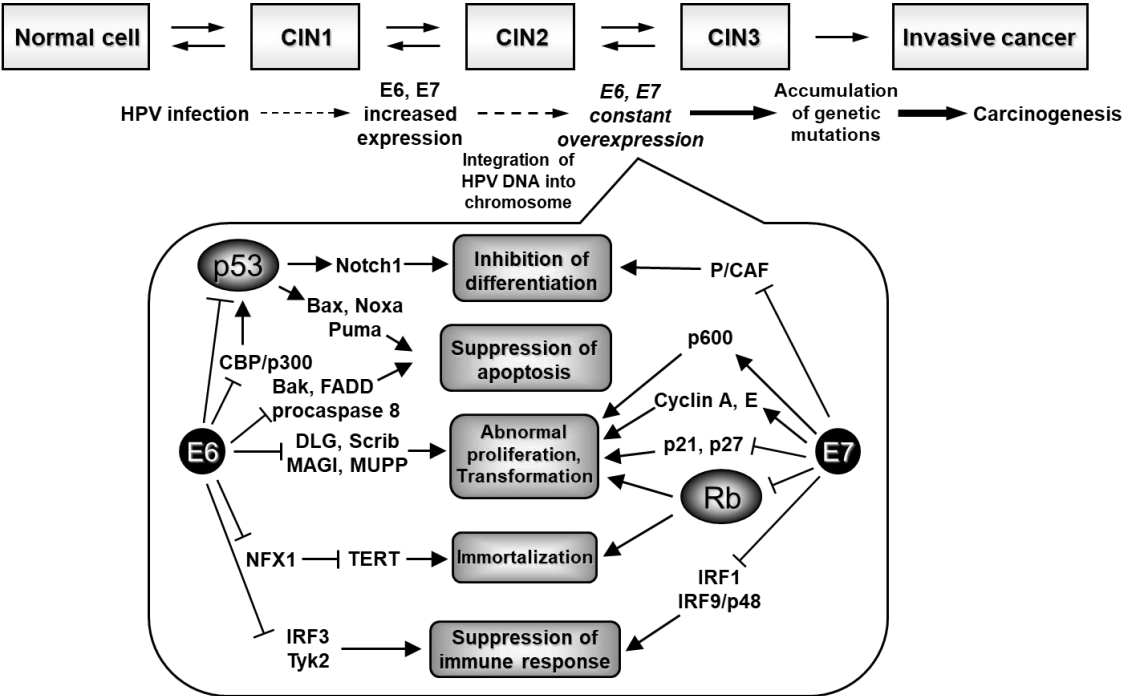 Normal cell
CIN1
CIN2
CIN3
Invasive cancer
HPV infection
E6, E7
increased
expression
Integration of
HPV DNA into
chromosome
E6, E7
constant
overexpression
Accumulation
of genetic
mutations
Carcinogenesis
p53
Notch1
Inhibition of
differentiation
P/CAF
Bax, Noxa
Puma
CBP/p300
Suppression of
apoptosis
p600
Bak, FADD
procaspase 8
Cyclin A, E
E6
DLG, Scrib
MAGI, MUPP
Abnormal
proliferation,
Transformation
p21, p27
E7
Rb
NFX1
TERT
Immortalization
IRF1
IRF9/p48
IRF3
Tyk2
Suppression of
immune response